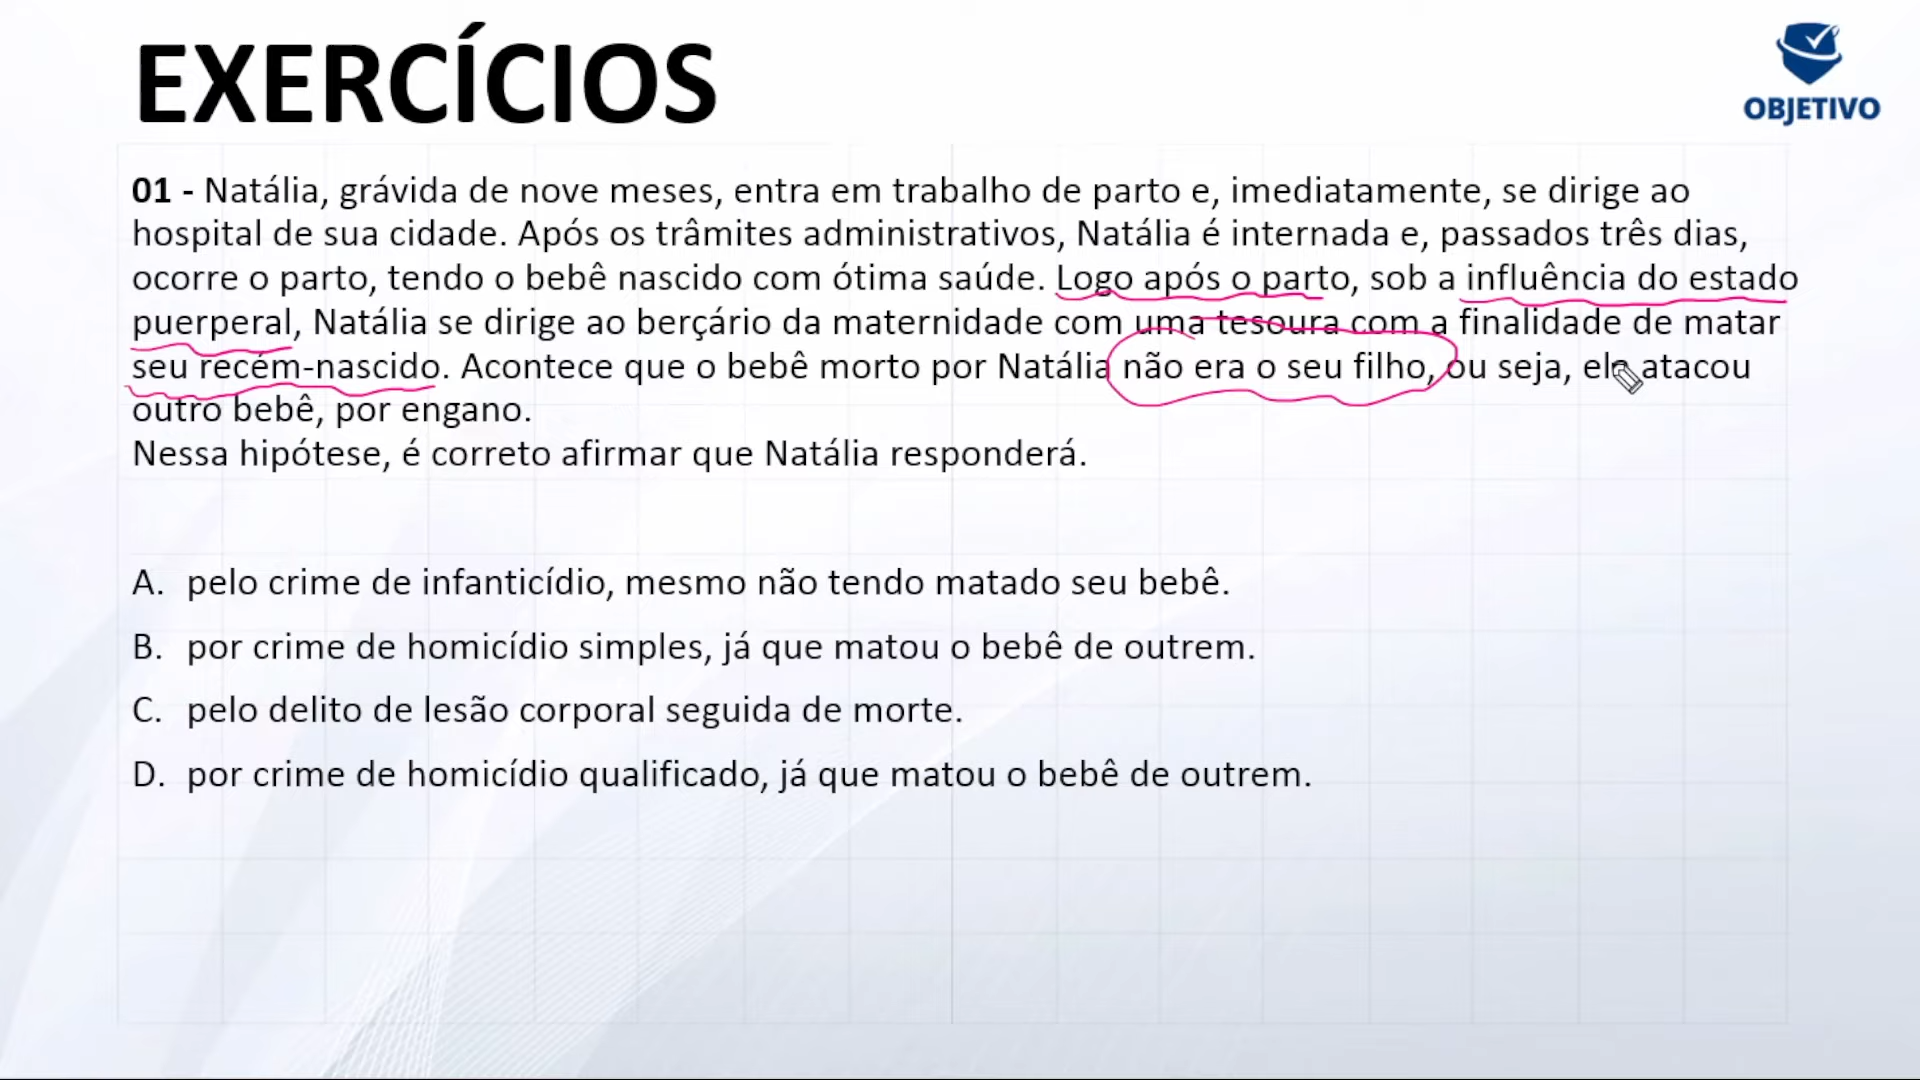 EXERCÍCIOS
OBJETIVO
01 - Natália, grávida de nove meses, entra em trabalho de parto e, imediatamente, se dirige ao
hospital de sua cidade. Após os trâmites administrativos, Natália é internada e, passados três dias,
ocorre o parto, tendo o bebê nascido com ótima saúde. Logo após o parto, sob a influência do estado
puerperal, Natália se dirige ao berçário da maternidade com uma tesoura com a finalidade de matar
seu recém-nascido. Acontece que o bebê morto por Natália não era o seu filho, ou seja, ela atacou
outro bebê, por engano.
Nessa hipótese, é correto afirmar que Natália responderá.
A. pelo crime de infanticídio, mesmo não tendo matado seu bebê.
B. por crime de homicídio simples, já que matou o bebê de outrem.
C. pelo delito de lesão corporal seguida de morte.
D. por crime de homicídio qualificado, já que matou o bebê de outrem.